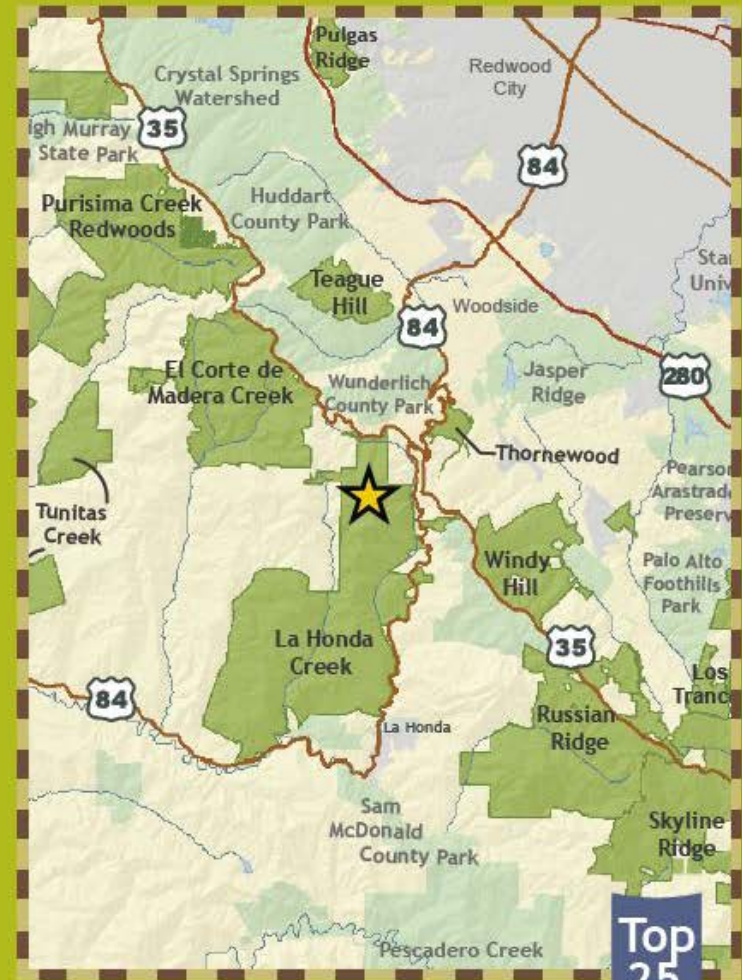 Pulgas
Ridge
Crystal Springs
Watershed
Redwood
City
35
igh Murray
State Park
84
Purisima Creek
Redwoods
Huddart
County Park
Teague
Hill
Sta
Univ
84
Woodside
El Corte de
Madera Creek
Wunderlich
County Park
Jasper
Ridge
280
Thornewood
Pearson
Arastrad
Preserv
Tunitas
Creek
Windy
Hill
Palo Alto
Foothills
Park
La Honda
Creek
35
Los
Tranc
84
La Honda
Russian
Ridge
Sam
McDonald
County Park
Skyline
Ridge
Top
25
Pescadero Creek